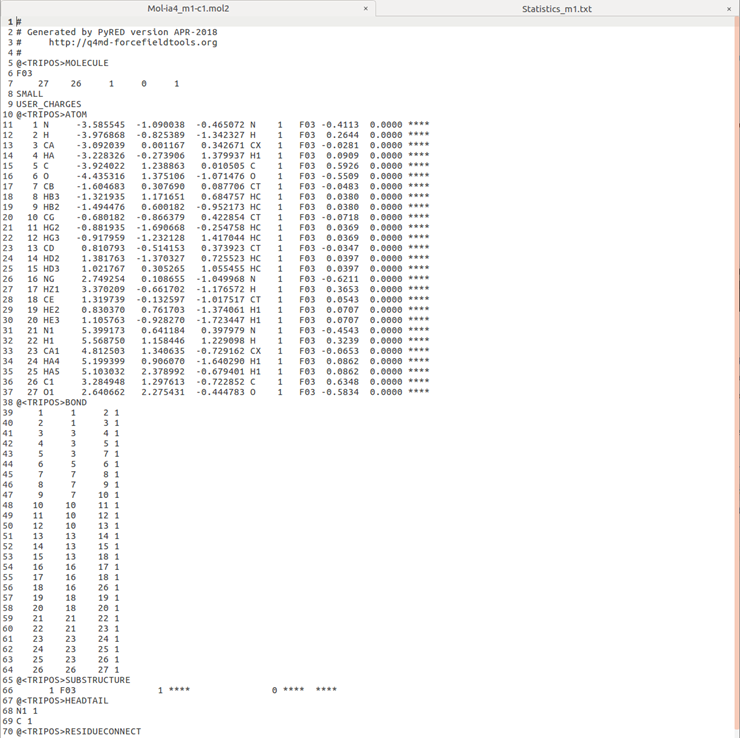 Mol-ia4_m1-c1.mol2 × Statistics_m1.txt ×
1 #
2 # Generated by PyRED version APR-2018
3 #     http://q4md-forcefieldtools.org
4 #
5 @<TRIPOS>MOLECULE
6 F03
7     27    26     1     0     1
8 SMALL
9 USER_CHARGES
10 @<TRIPOS>ATOM
11    1 N     -3.585545  -1.090038  -0.465072 N     1   F03 -0.4113  0.0000 ****
12    2 H     -3.976868  -0.825389  -1.342327 H     1   F03  0.2644  0.0000 ****
13    3 CA    -3.092039   0.001167   0.342671 CX    1   F03 -0.0281  0.0000 ****
14    4 HA    -3.228326  -0.273906   1.379937 H1    1   F03  0.0909  0.0000 ****
15    5 C     -3.924022   1.238863   0.010505 C     1   F03  0.5926  0.0000 ****
16    6 O     -4.435316   1.375106  -1.071476 O     1   F03 -0.5509  0.0000 ****
17    7 CB    -1.604683   0.307690   0.087706 CT    1   F03 -0.0483  0.0000 ****
18    8 HB3   -1.321935   1.171651   0.684757 HC    1   F03  0.0380  0.0000 ****
19    9 HB2   -1.494476   0.600182  -0.952173 HC    1   F03  0.0380  0.0000 ****
20   10 CG    -0.680182  -0.866379   0.422854 CT    1   F03 -0.0718  0.0000 ****
21   11 HG2   -0.881935  -1.690668  -0.254758 HC    1   F03  0.0369  0.0000 ****
22   12 HG3   -0.917959  -1.232128   1.417044 HC    1   F03  0.0369  0.0000 ****
23   13 CD     0.810793  -0.514153   0.373923 CT    1   F03 -0.0347  0.0000 ****
24   14 HD2    1.381763  -1.370327   0.725523 HC    1   F03  0.0397  0.0000 ****
25   15 HD3    1.021767   0.305265   1.055455 HC    1   F03  0.0397  0.0000 ****
26   16 NG     2.749254   0.108655  -1.049968 N     1   F03 -0.6211  0.0000 ****
27   17 HZ1    3.370209  -0.661702  -1.176572 H     1   F03  0.3653  0.0000 ****
28   18 CE     1.319739  -0.132597  -1.017517 CT    1   F03  0.0543  0.0000 ****
29   19 HE2    0.830370   0.761703  -1.374061 H1    1   F03  0.0707  0.0000 ****
30   20 HE3    1.105763  -0.928270  -1.723447 H1    1   F03  0.0707  0.0000 ****
31   21 N1     5.399173   0.641184   0.397979 N     1   F03 -0.4543  0.0000 ****
32   22 H1     5.568750   1.158446   1.229098 H     1   F03  0.3239  0.0000 ****
33   23 CA1    4.812503   1.340635  -0.729162 CX    1   F03 -0.0653  0.0000 ****
34   24 HA4    5.199399   0.906070  -1.640290 H1    1   F03  0.0862  0.0000 ****
35   25 HA5    5.103032   2.378992  -0.679401 H1    1   F03  0.0862  0.0000 ****
36   26 C1     3.284948   1.297613  -0.722852 C     1   F03  0.6348  0.0000 ****
37   27 O1     2.640662   2.275431  -0.444783 O     1   F03 -0.5834  0.0000 ****
38 @<TRIPOS>BOND
39     1     1     2 1
40     2     1     3 1
41     3     3     4 1
42     4     3     5 1
43     5     3     7 1
44     6     5     6 1
45     7     7     8 1
46     8     7     9 1
47     9     7    10 1
48    10    10    11 1
49    11    10    12 1
50    12    10    13 1
51    13    13    14 1
52    14    13    15 1
53    15    13    18 1
54    16    16    17 1
55    17    16    18 1
56    18    16    26 1
57    19    18    19 1
58    20    18    20 1
59    21    21    22 1
60    22    21    23 1
61    23    23    24 1
62    24    23    25 1
63    25    23    26 1
64    26    26    27 1
65 @<TRIPOS>SUBSTRUCTURE
66      1 F03             1 ****               0 ****  ****
67 @<TRIPOS>HEADTAIL
68 N1 1
69 C 1
70 @<TRIPOS>RESIDUECONNECT